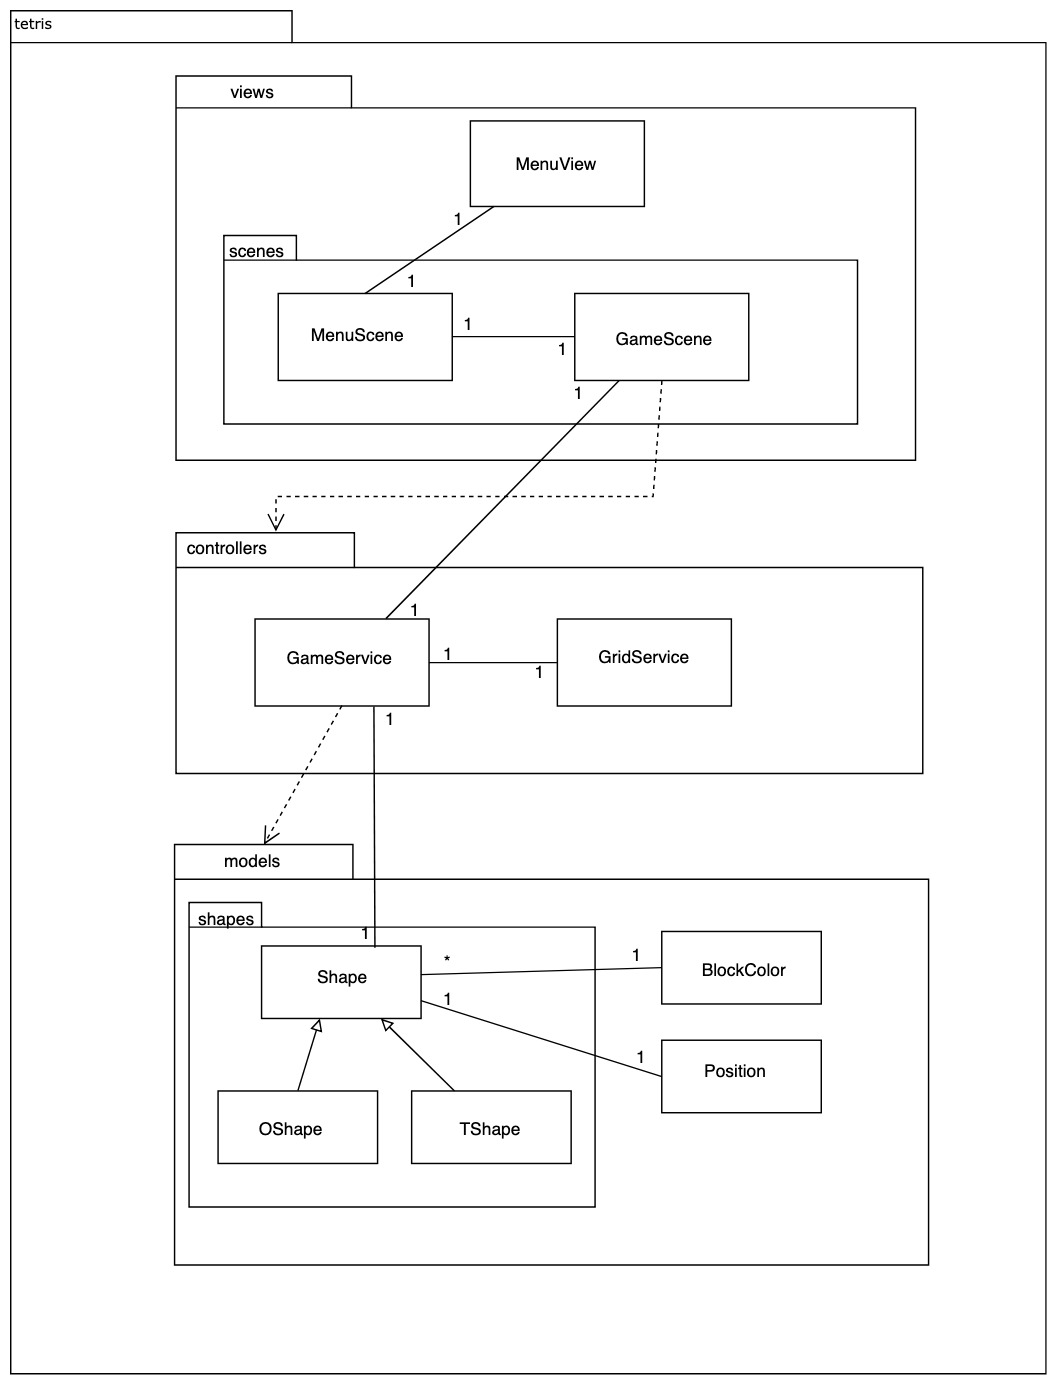 tetris
views
MenuView
1
scenes
1
MenuScene
1
1
GameScene
1
controllers
1
GameService
1
1
GridService
1
models
shapes
1
Shape
*
1
BlockColor
1
1
Position
OShape
TShape